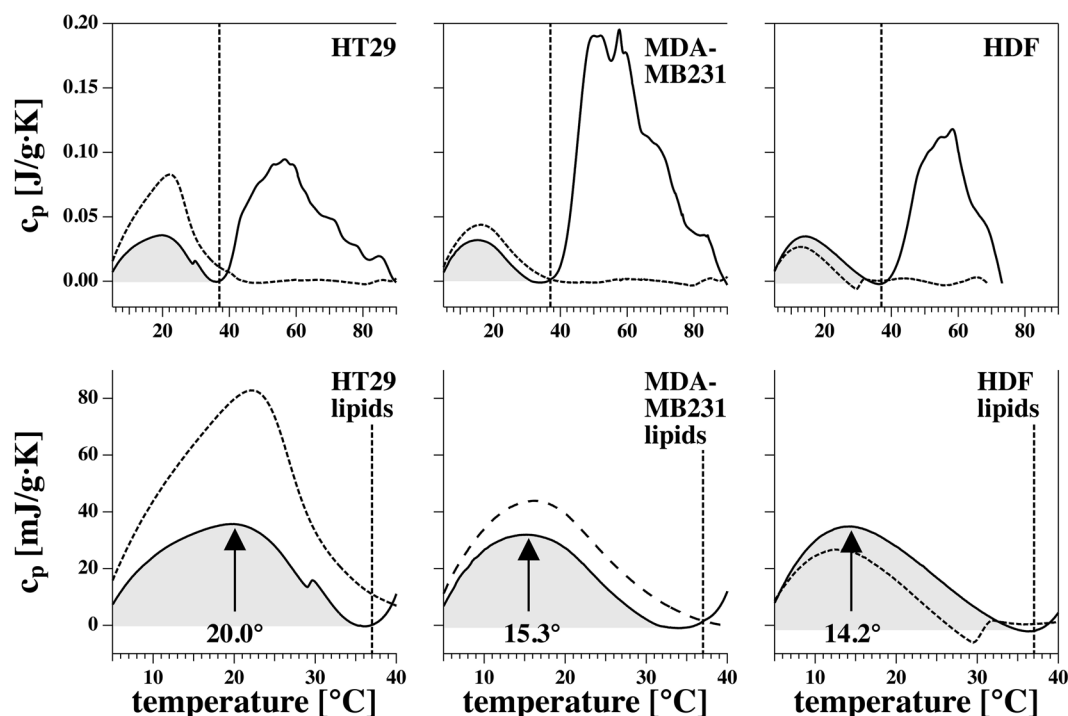 0.20
0.15
0.10
0.05
0.00
cp [J/g·K]
HT29
20 40 60 80
MDA-
MB231
20 40 60 80
HDF
20 40 60 80
80
60
40
20
0
cp [mJ/g·K]
HT29
lipids
20.0°
10 20 30 40
temperature [°C]
MDA-
MB231
lipids
15.3°
10 20 30 40
temperature [°C]
HDF
lipids
14.2°
10 20 30 40
temperature [°C]